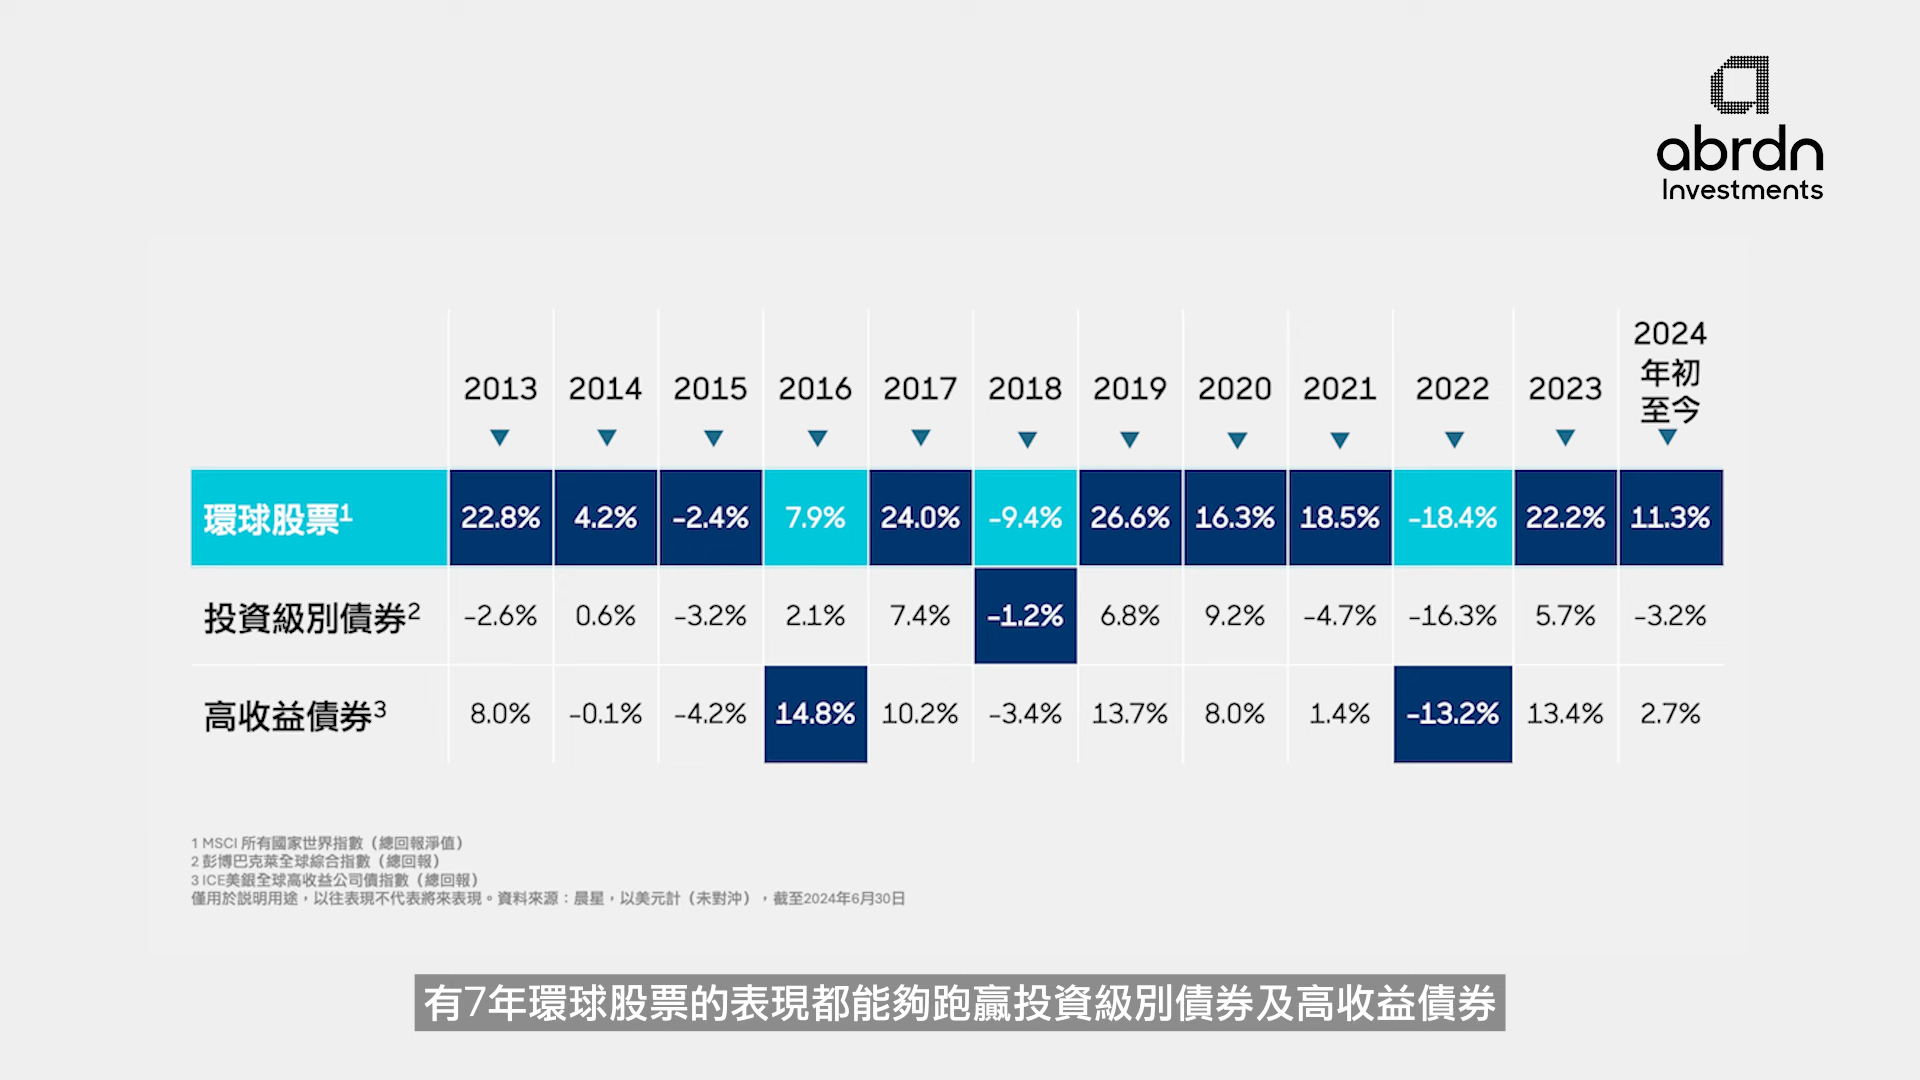 abrdn
Investments
2013 2014 2015 2016 2017 2018 2019 2020 2021 2022 2023 2024
年初
至今
環球股票1 22.8% 4.2% -2.4% 7.9% 24.0% -9.4% 26.6% 16.3% 18.5% -18.4% 22.2% 11.3%
投資級別債券2 -2.6% 0.6% -3.2% 2.1% 7.4% -1.2% 6.8% 9.2% -4.7% -16.3% 5.7% -3.2%
高收益債券3 8.0% -0.1% -4.2% 14.8% 10.2% -3.4% 13.7% 8.0% 1.4% -13.2% 13.4% 2.7%
1 MSCI 所有國家世界指數（總回報淨值）
2 彭博巴克萊全球綜合指數（總回報）
3 ICE美銀全球高收益公司債指數（總回報）
僅用於説明用途，以往表現不代表將來表現。資料來源：晨星，以美元計（未對沖），截至2024年6月30日
有7年環球股票的表現都能夠跑贏投資級別債券及高收益債券